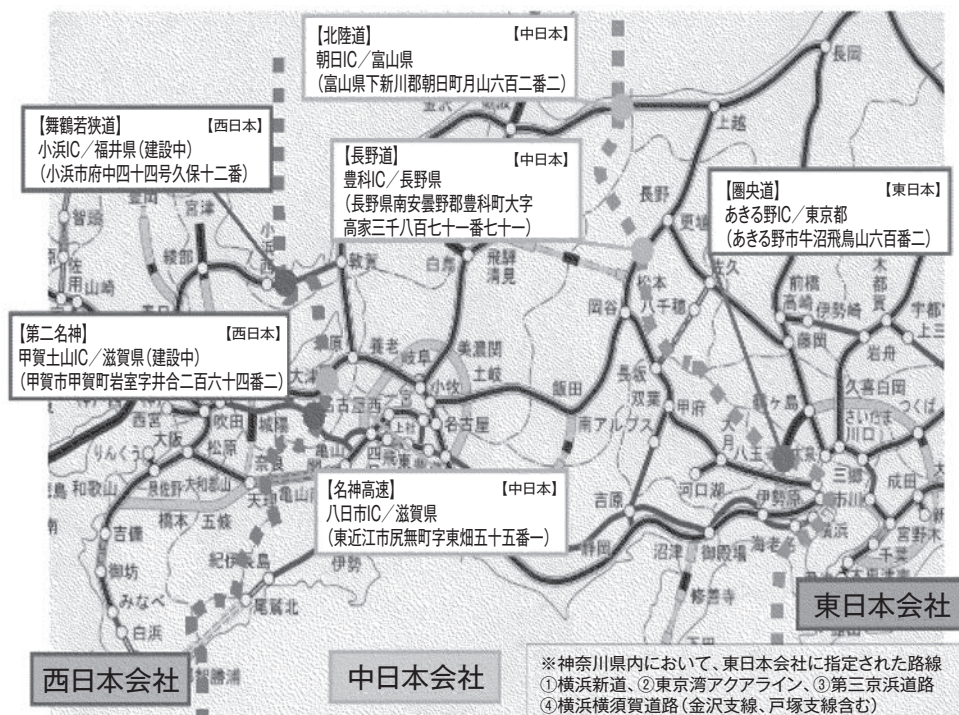 【北陸道】 【中日本】
朝日IC／富山県
(富山県下新川郡朝日町月山六百二番二)
【舞鶴若狭道】 【西日本】
小浜IC／福井県(建設中)
(小浜市府中四十四号久保十二番)
【長野道】 【中日本】
豊科IC／長野県
(長野県南安曇野郡豊科町大字
高家三千八百七十一番七十一)
【圏央道】 【東日本】
あきる野IC／東京都
(あきる野市牛沼飛鳥山六百番二)
【第二名神】 【西日本】
甲賀土山IC／滋賀県(建設中)
(甲賀市甲賀町岩室字井合二百六十四番二)
【名神高速】 【中日本】
八日市IC／滋賀県
(東近江市尻無町字東畑五十五番一)
長岡
上越
長野
更埴
佐久
智頭
宮津
小浜西
綾部
敦賀
白鳥
飛騨清見
松本
岡谷
八千穂
前橋
高崎
伊勢崎
木都賀
藤岡
岩舟
佐用
山崎
養老
岐阜
美濃関
土岐
大津
小牧
一宮
飯田
長坂
双葉
甲府
南アルプス
大月
鶴ヶ島
久喜白岡
さいたま
つくば
川口
西宮
吹田
城陽
名古屋西
名古屋
上社
大阪
りんくう
松原
奈良
亀山
八王子
三郷
成田
和歌山
泉佐野
大和郡山
天理
橋本
五條
吉原
河口湖
伊勢原
市川
横浜
吉備
御坊
みなべ
白浜
紀伊長島
尾鷲北
伊勢
静岡
沼津
御殿場
海老名
修善寺
宮野木
千葉
西日本会社
中日本会社
東日本会社
※神奈川県内において、東日本会社に指定された路線
①横浜新道、②東京湾アクアライン、③第三京浜道路
④横浜横須賀道路(金沢支線、戸塚支線含む)